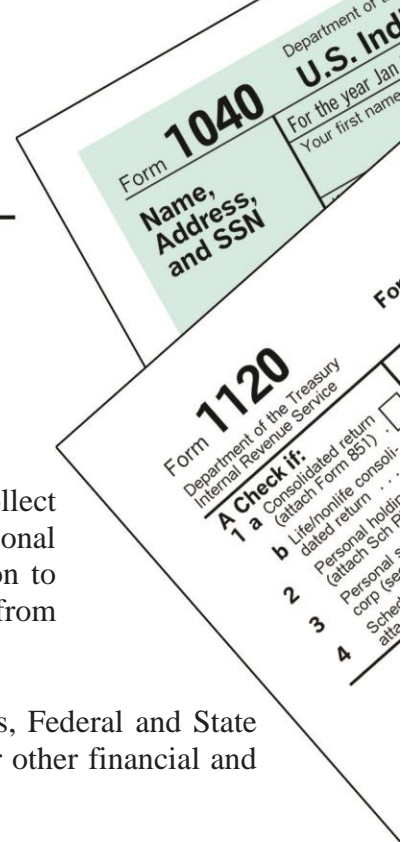 Department of
U.S. Ind
Form 1040
For the year Jan
Your first name
Name,
Address,
and SSN
For
Form 1120
Department of the Treasury
Internal Revenue Service
A Check if:
1 a Consolidated return
(attach Form 851) .
b Life/nonlife consoli-
dated return . . .
2 Personal holdin
(attach Sch P
3 Personal s
corp (se
4 Sched
atta
llect
onal
on to
from
s, Federal and State
r other financial and